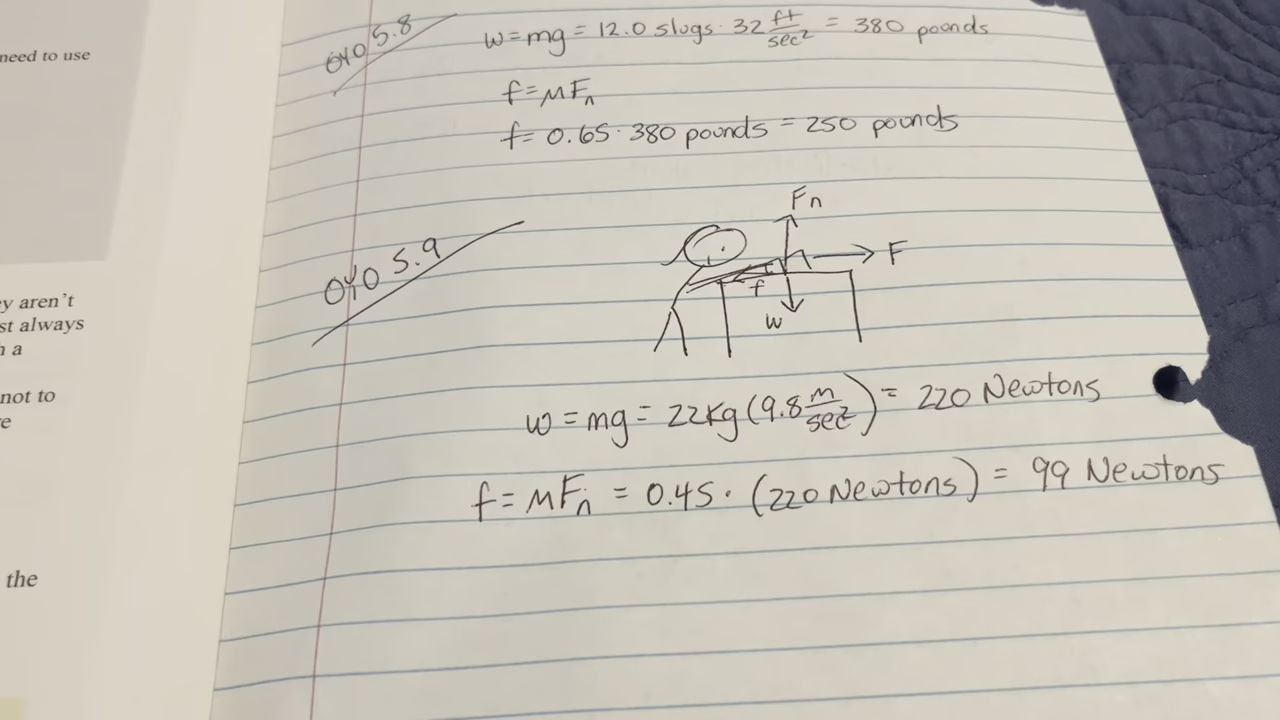 need to use
y aren't
st always
n a
not to
e
the
OYO 5.8
w = mg = 12.0 slugs · 32 ft/sec² = 380 pounds
f = μFn
f = 0.65 · 380 pounds = 250 pounds
OYO 5.9
Fn
F
f
w
w = mg = 22kg (9.8 m/sec²) = 220 Newtons
f = μFn = 0.45 · (220 Newtons) = 99 Newtons